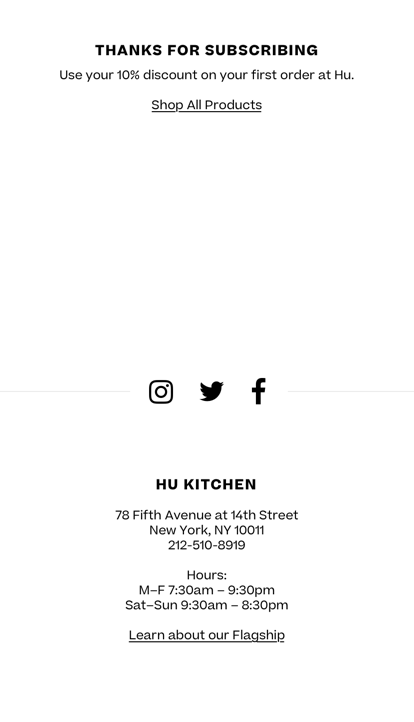 THANKS FOR SUBSCRIBING
Use your 10% discount on your first order at Hu.
Shop All Products
HU KITCHEN
78 Fifth Avenue at 14th Street
New York, NY 10011
212-510-8919
Hours:
M–F 7:30am – 9:30pm
Sat–Sun 9:30am – 8:30pm
Learn about our Flagship